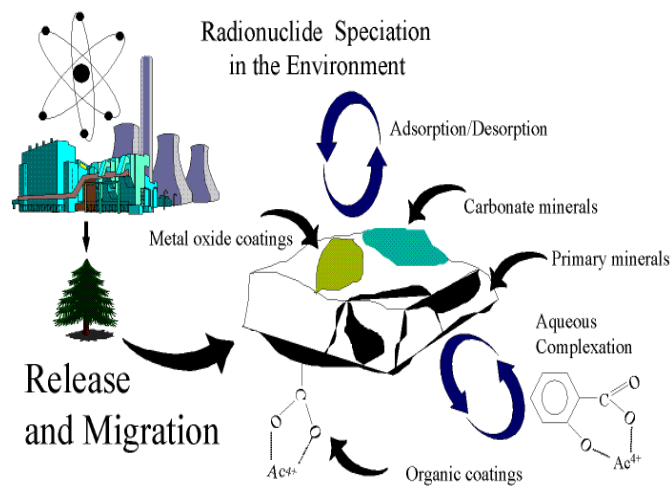 Radionuclide Speciation
in the Environment
Adsorption/Desorption
Carbonate minerals
Metal oxide coatings
Primary minerals
Aqueous
Complexation
Release
and Migration
C
O
O
Ac4+
C
O
O
O
Ac4+
Organic coatings